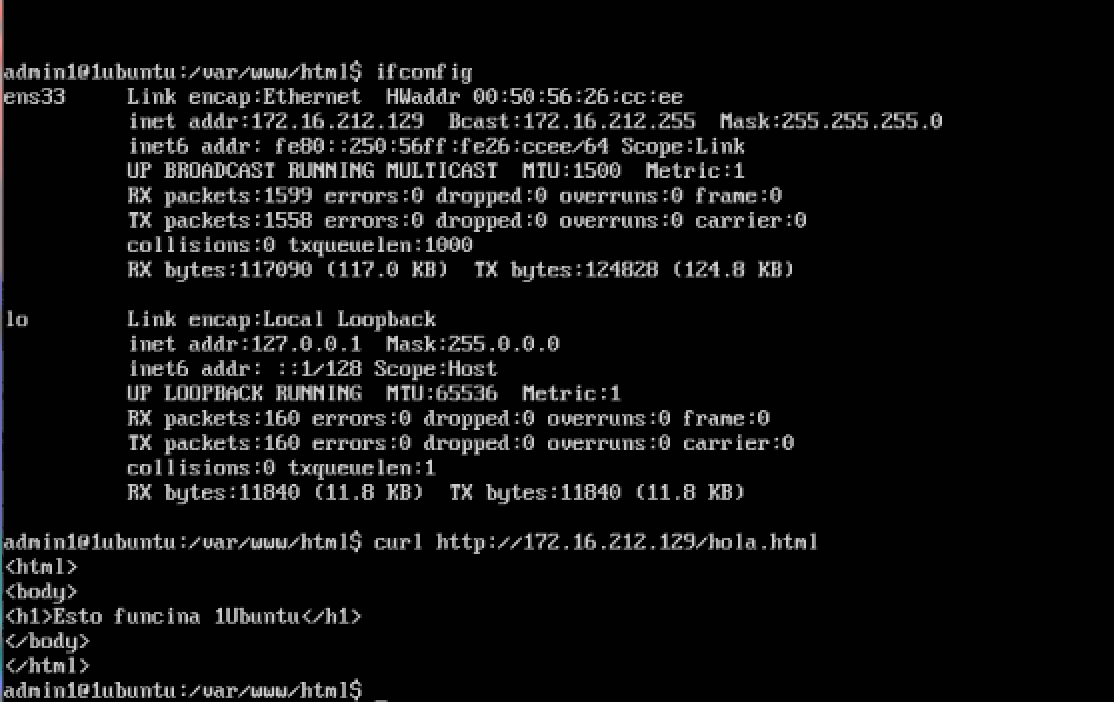 admin1@1ubuntu:/var/www/html$ ifconfig
ens33     Link encap:Ethernet  HWaddr 00:50:56:26:cc:ee
          inet addr:172.16.212.129  Bcast:172.16.212.255  Mask:255.255.255.0
          inet6 addr: fe80::250:56ff:fe26:ccee/64 Scope:Link
          UP BROADCAST RUNNING MULTICAST  MTU:1500  Metric:1
          RX packets:1599 errors:0 dropped:0 overruns:0 frame:0
          TX packets:1558 errors:0 dropped:0 overruns:0 carrier:0
          collisions:0 txqueuelen:1000
          RX bytes:117090 (117.0 KB)  TX bytes:124828 (124.8 KB)

lo        Link encap:Local Loopback
          inet addr:127.0.0.1  Mask:255.0.0.0
          inet6 addr: ::1/128 Scope:Host
          UP LOOPBACK RUNNING  MTU:65536  Metric:1
          RX packets:160 errors:0 dropped:0 overruns:0 frame:0
          TX packets:160 errors:0 dropped:0 overruns:0 carrier:0
          collisions:0 txqueuelen:1
          RX bytes:11840 (11.8 KB)  TX bytes:11840 (11.8 KB)

admin1@1ubuntu:/var/www/html$ curl http://172.16.212.129/hola.html
<html>
<body>
<h1>Esto funcina 1Ubuntu</h1>
</body>
</html>
admin1@1ubuntu:/var/www/html$ _